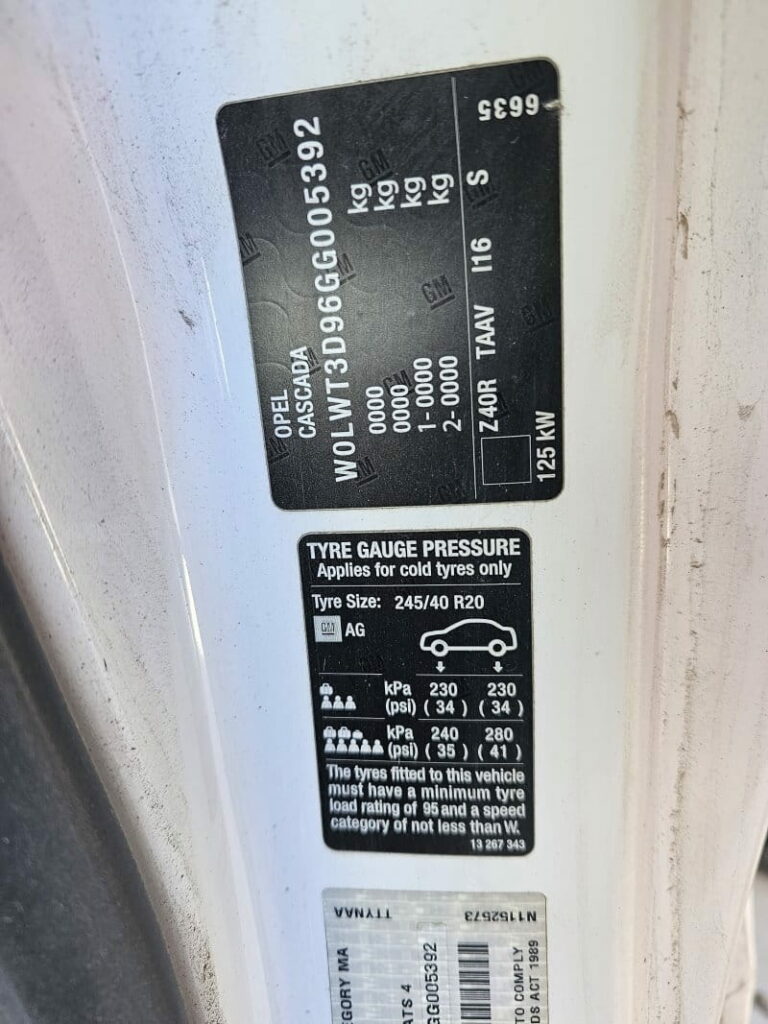 OPEL
CASCADA
W0LWT3D96GG005392
0000 kg
0000 kg
1- 0000 kg
2- 0000 kg
Z40R TAAV I16 S 6635
125 kW
TYRE GAUGE PRESSURE
Applies for cold tyres only
Tyre Size: 245/40 R20
GM AG
kPa 230 230
(psi) ( 34 ) ( 34 )
kPa 240 280
(psi) ( 35 ) ( 41 )
The tyres fitted to this vehicle
must have a minimum tyre
load rating of 95 and a speed
category of not less than W.
13 267 343
TTYNAA
N1152573
EGORY MA
ATS 4
GG005392
TO COMPLY
DS ACT 1989